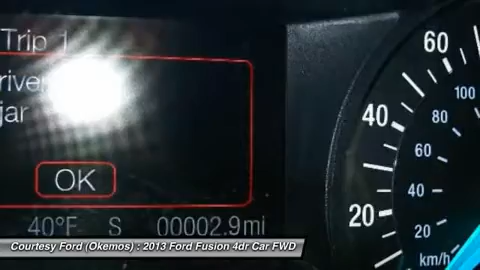 Trip 1
river
jar
OK
40°F S 00002.9mi
60
40
20
100
80
60
40
20
km/h
Courtesy Ford (Okemos) : 2013 Ford Fusion 4dr Car FWD